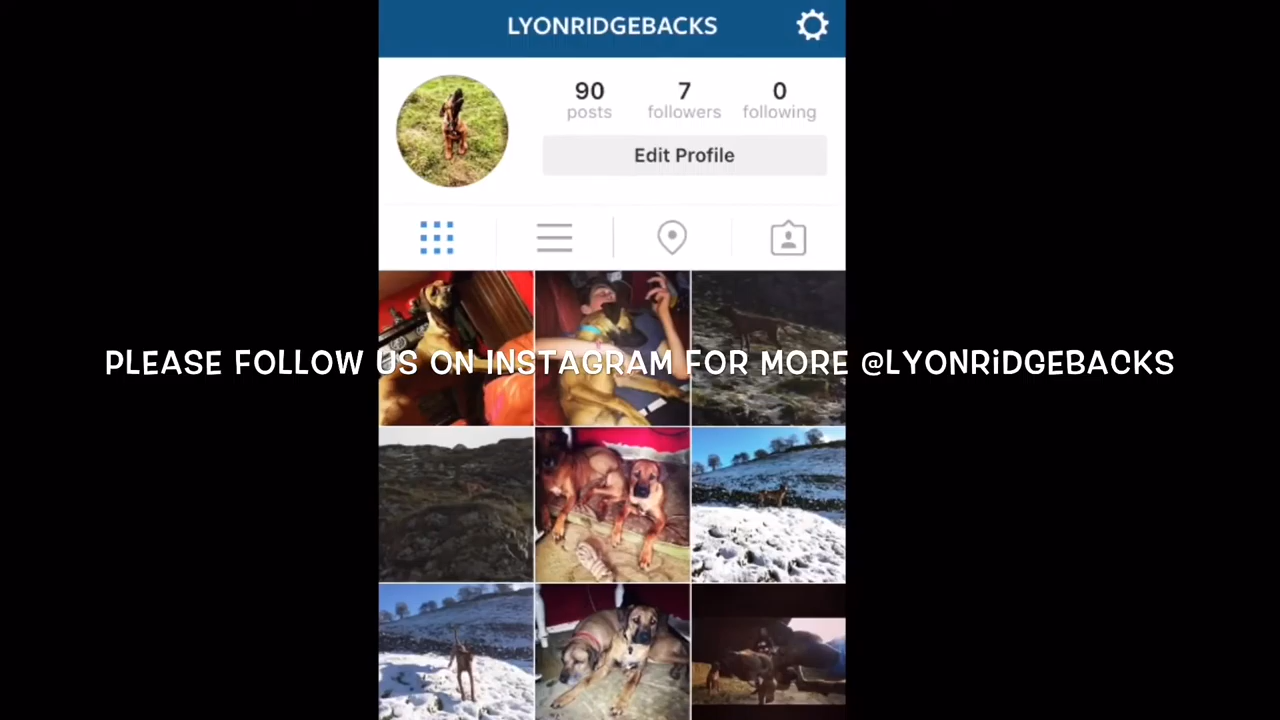 LYONRIDGEBACKS
90 7 0
posts followers following
Edit Profile
PLEASE FOLLOW US ON INSTAGRAM FOR MORE @LYONRiDGEBACKS